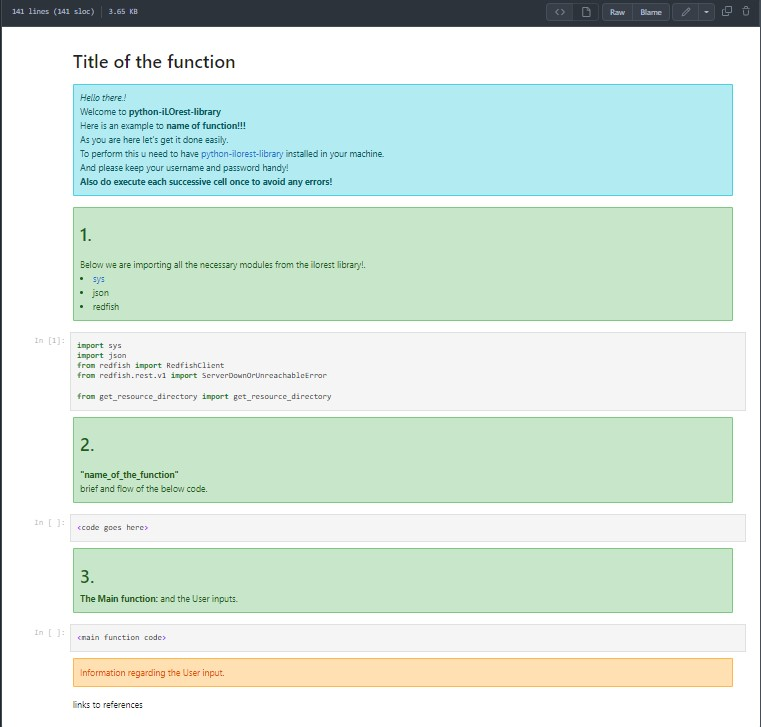 141 lines (141 sloc) | 3.65 KB
<> Raw Blame
Title of the function
Hello there.!
Welcome to python-iLOrest-library
Here is an example to name of function!!!
As you are here let's get it done easily.
To perform this u need to have python-ilorest-library installed in your machine.
And please keep your username and password handy!
Also do execute each successive cell once to avoid any errors!
1.
Below we are importing all the necessary modules from the ilorest library!.
• sys
• json
• redfish
In [1]:
import sys
import json
from redfish import RedfishClient
from redfish.rest.v1 import ServerDownOrUnreachableError
from get_resource_directory import get_resource_directory
2.
"name_of_the_function"
brief and flow of the below code.
In [ ]:
<code goes here>
3.
The Main function: and the User inputs.
In [ ]:
<main function code>
Information regarding the User input.
links to references